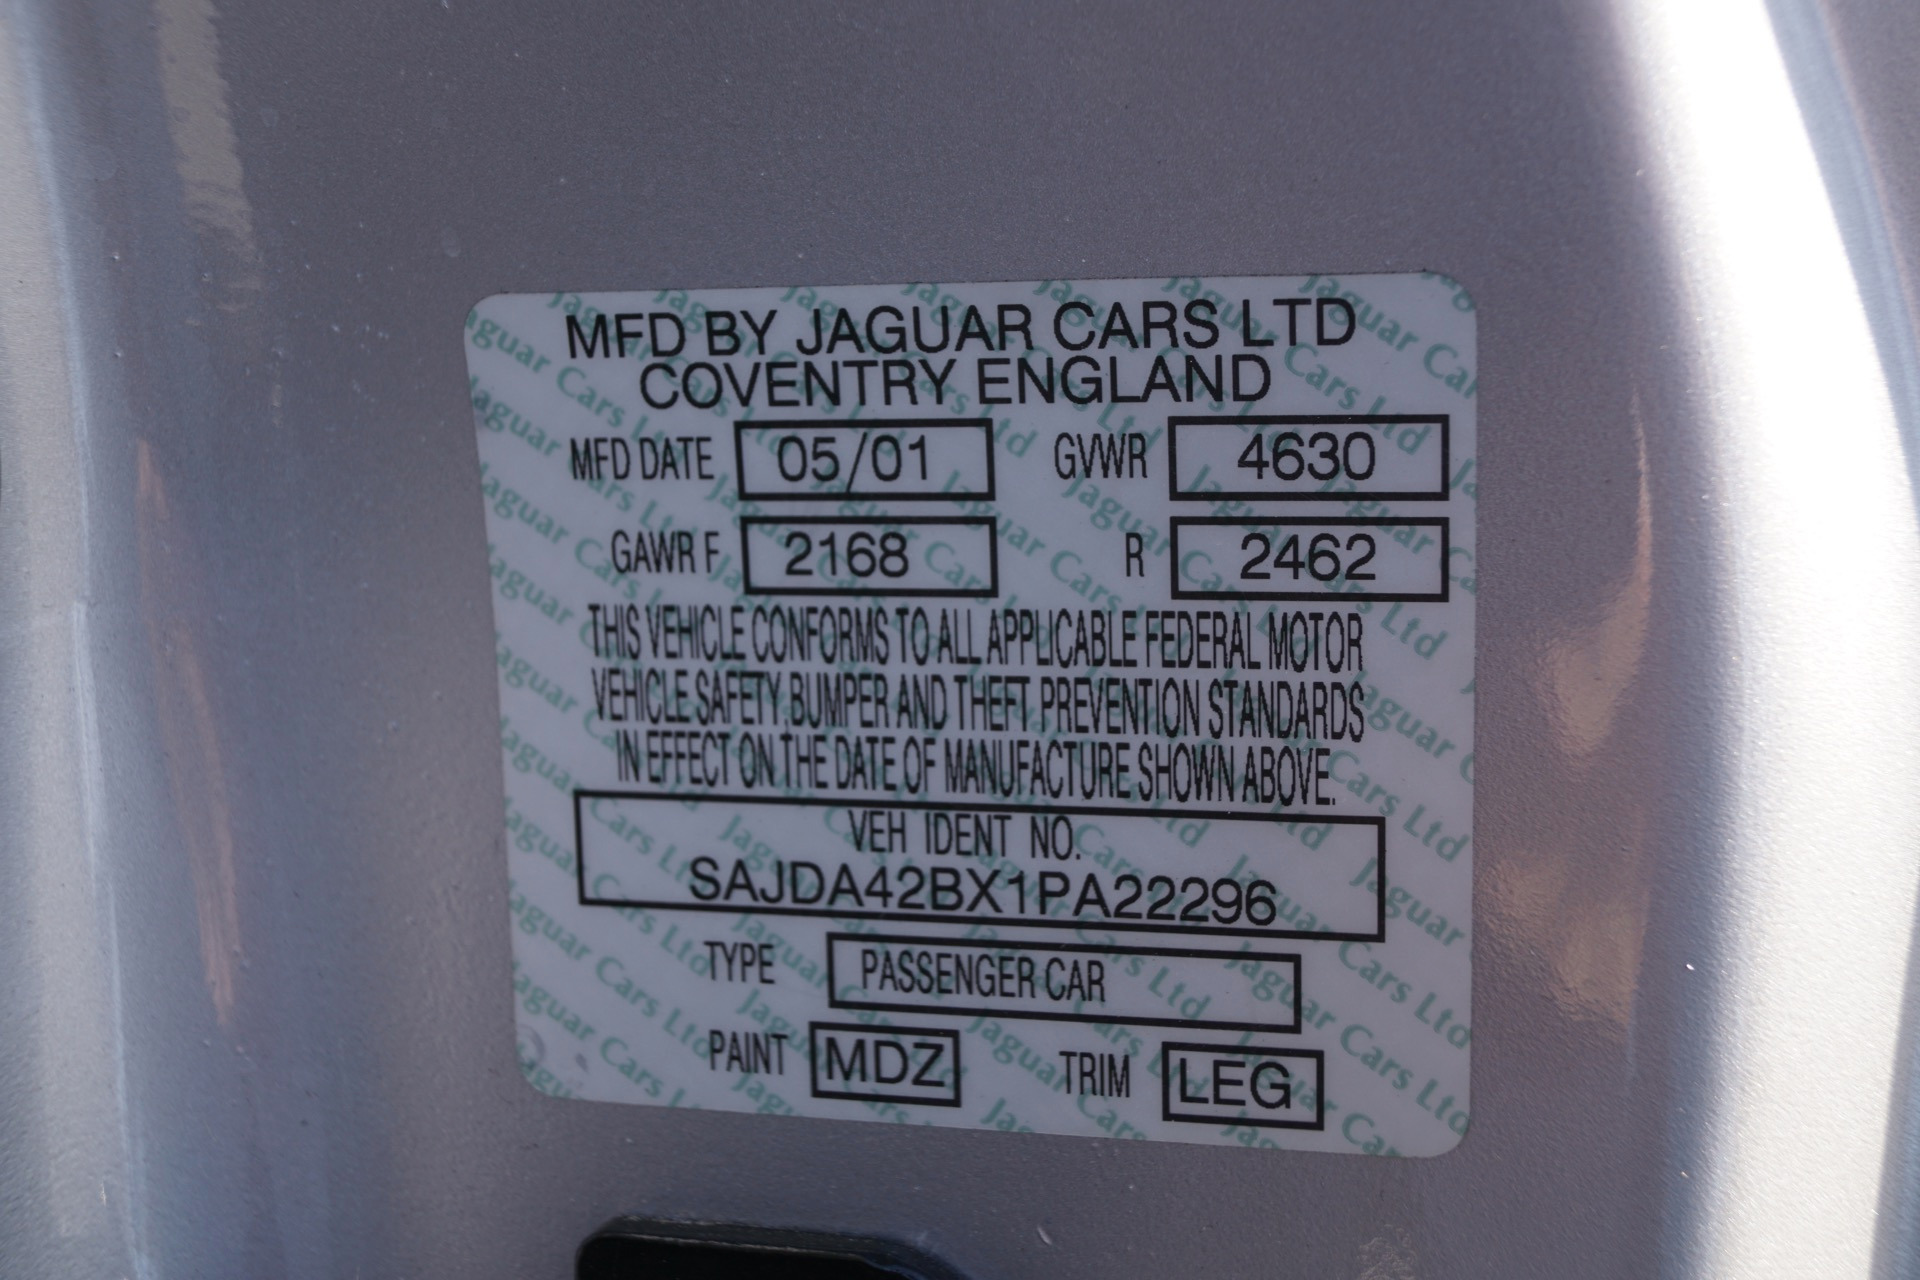 MFD BY JAGUAR CARS LTD
COVENTRY ENGLAND
MFD DATE 05/01 GVWR 4630
GAWR F 2168 R 2462
THIS VEHICLE CONFORMS TO ALL APPLICABLE FEDERAL MOTOR
VEHICLE SAFETY, BUMPER AND THEFT PREVENTION STANDARDS
IN EFFECT ON THE DATE OF MANUFACTURE SHOWN ABOVE.
VEH IDENT NO.
SAJDA42BX1PA22296
TYPE PASSENGER CAR
PAINT MDZ TRIM LEG